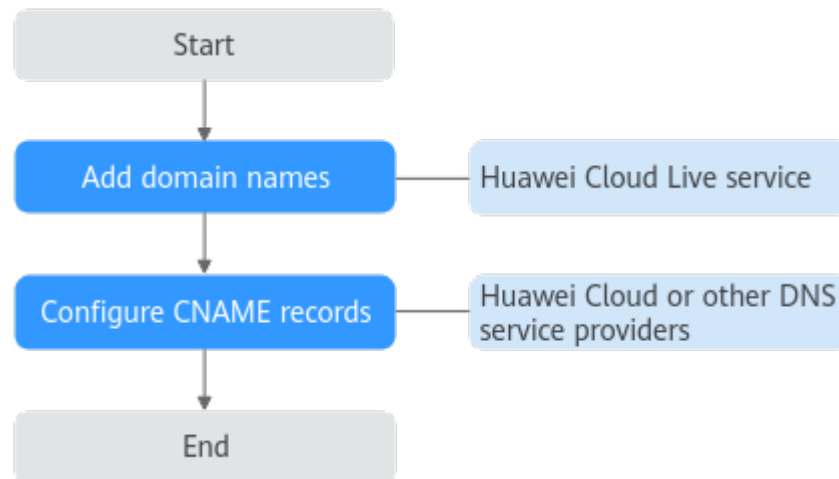 Start
Add domain names
Huawei Cloud Live service
Configure CNAME records
Huawei Cloud or other DNS
service providers
End